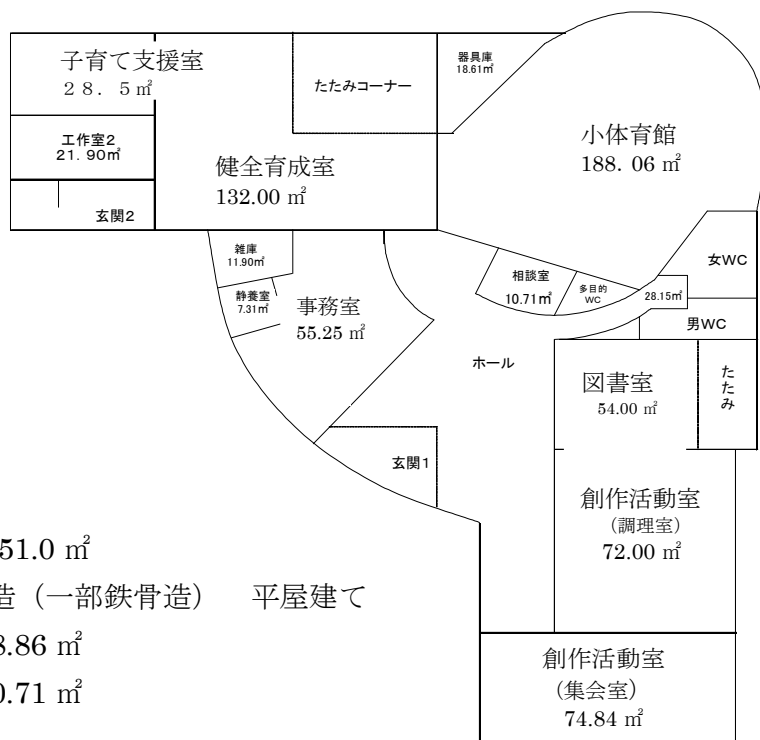 子育て支援室
２８．５㎡
たたみコーナー
器具庫
18.61㎡
工作室2
21.90㎡
健全育成室
132.00 ㎡
小体育館
188.06 ㎡
玄関2
雑庫
11.90㎡
静養室
7.31㎡
事務室
55.25 ㎡
相談室
10.71㎡
多目的
WC
28.15㎡
女WC
男WC
ホール
図書室
54.00 ㎡
たたみ
玄関1
創作活動室
（調理室）
72.00 ㎡
創作活動室
（集会室）
74.84 ㎡
51.0 ㎡
造（一部鉄骨造）　平屋建て
8.86 ㎡
0.71 ㎡